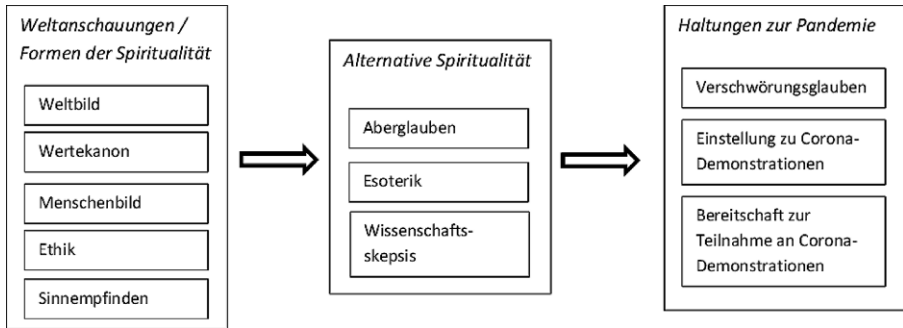 Weltanschauungen /
Formen der Spiritualität
Weltbild
Wertekanon
Menschenbild
Ethik
Sinnempfinden
Alternative Spiritualität
Aberglauben
Esoterik
Wissenschafts-
skepsis
Haltungen zur Pandemie
Verschwörungsglauben
Einstellung zu Corona-
Demonstrationen
Bereitschaft zur
Teilnahme an Corona-
Demonstrationen